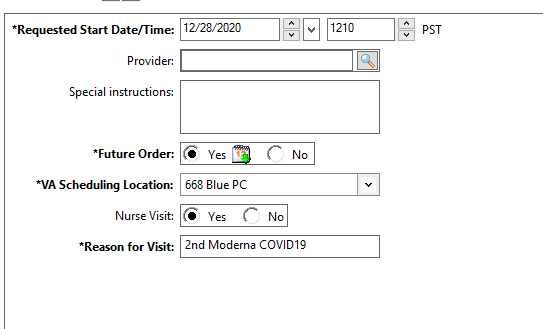 *Requested Start Date/Time: 12/28/2020 1210 PST
Provider:
Special instructions:
*Future Order: Yes No
*VA Scheduling Location: 668 Blue PC
Nurse Visit: Yes No
*Reason for Visit: 2nd Moderna COVID19